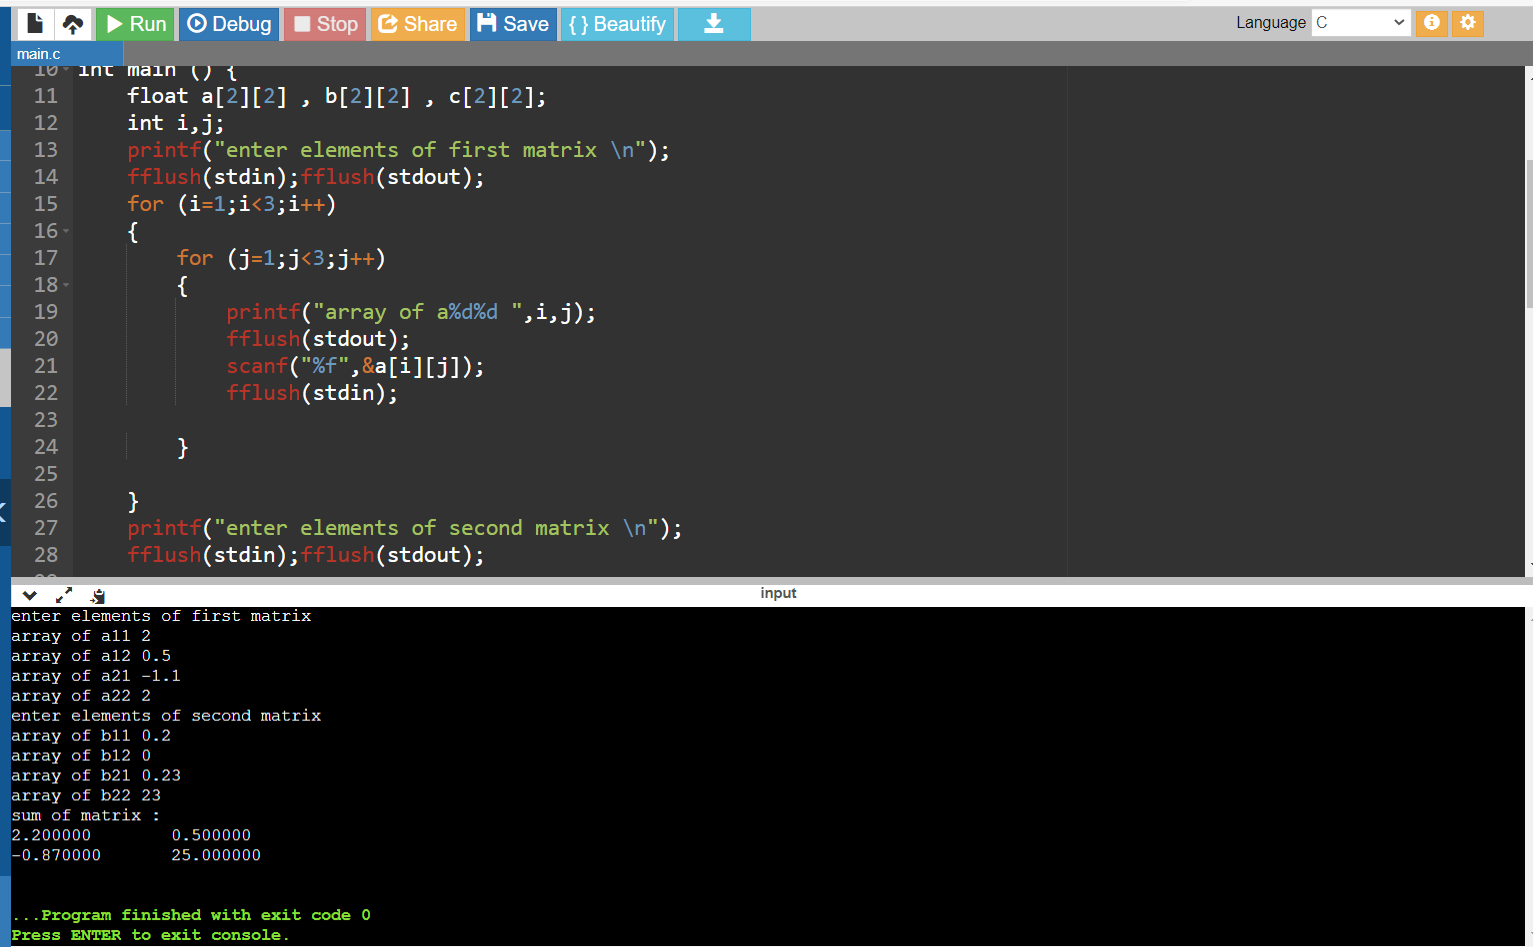 Run Debug Stop Share Save { } Beautify Language C
main.c
10 int main () {
11 float a[2][2] , b[2][2] , c[2][2];
12 int i,j;
13 printf("enter elements of first matrix \n");
14 fflush(stdin);fflush(stdout);
15 for (i=1;i<3;i++)
16 {
17 for (j=1;j<3;j++)
18 {
19 printf("array of a%d%d ",i,j);
20 fflush(stdout);
21 scanf("%f",&a[i][j]);
22 fflush(stdin);
23
24 }
25
26 }
27 printf("enter elements of second matrix \n");
28 fflush(stdin);fflush(stdout);
input
enter elements of first matrix
array of a11 2
array of a12 0.5
array of a21 -1.1
array of a22 2
enter elements of second matrix
array of b11 0.2
array of b12 0
array of b21 0.23
array of b22 23
sum of matrix :
2.200000 0.500000
-0.870000 25.000000
...Program finished with exit code 0
Press ENTER to exit console.